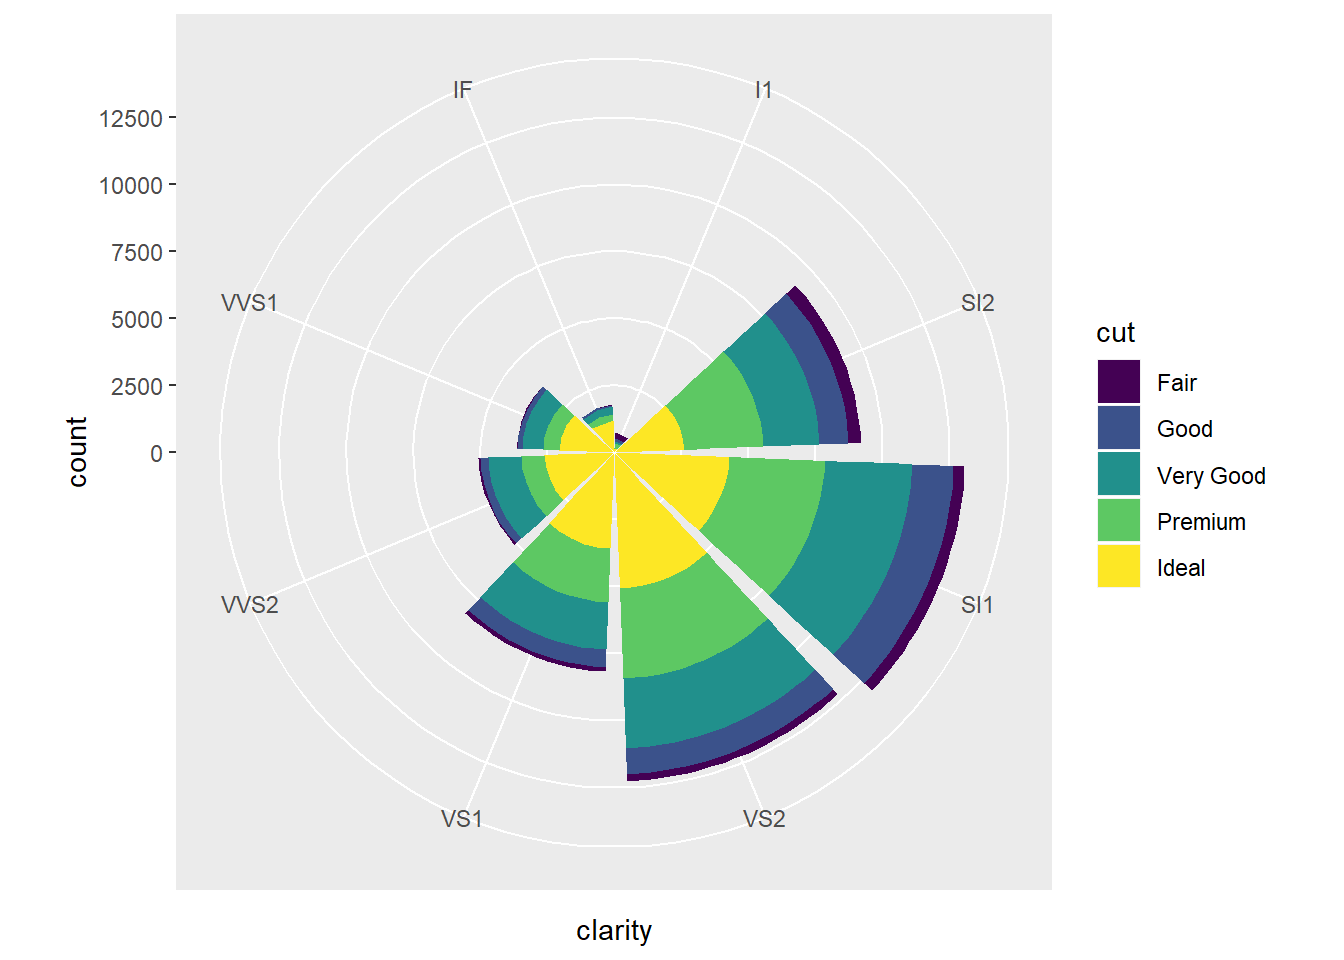 IF
I1
12500
10000
7500
5000
2500
0
count
VVS1
SI2
VVS2
SI1
VS1
VS2
clarity
cut
Fair
Good
Very Good
Premium
Ideal